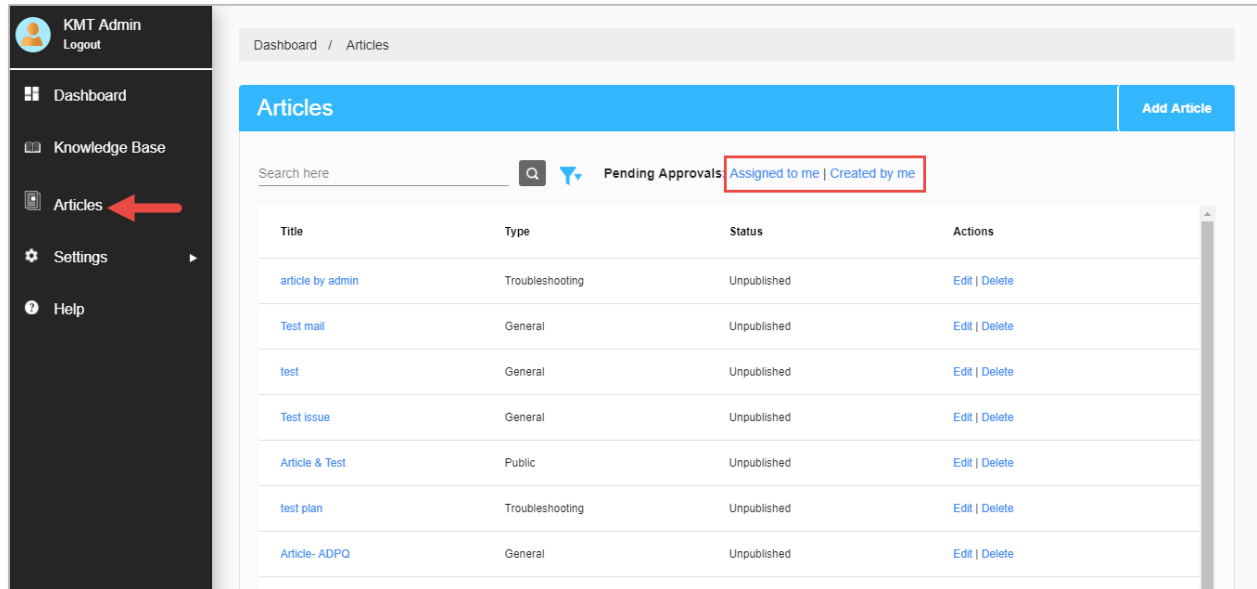 KMT Admin
Logout
Dashboard
Knowledge Base
Articles
Settings
Help
Dashboard / Articles
Articles
Add Article
Search here
Pending Approvals: Assigned to me | Created by me
Title Type Status Actions
article by admin Troubleshooting Unpublished Edit | Delete
Test mail General Unpublished Edit | Delete
test General Unpublished Edit | Delete
Test issue General Unpublished Edit | Delete
Article & Test Public Unpublished Edit | Delete
test plan Troubleshooting Unpublished Edit | Delete
Article- ADPQ General Unpublished Edit | Delete